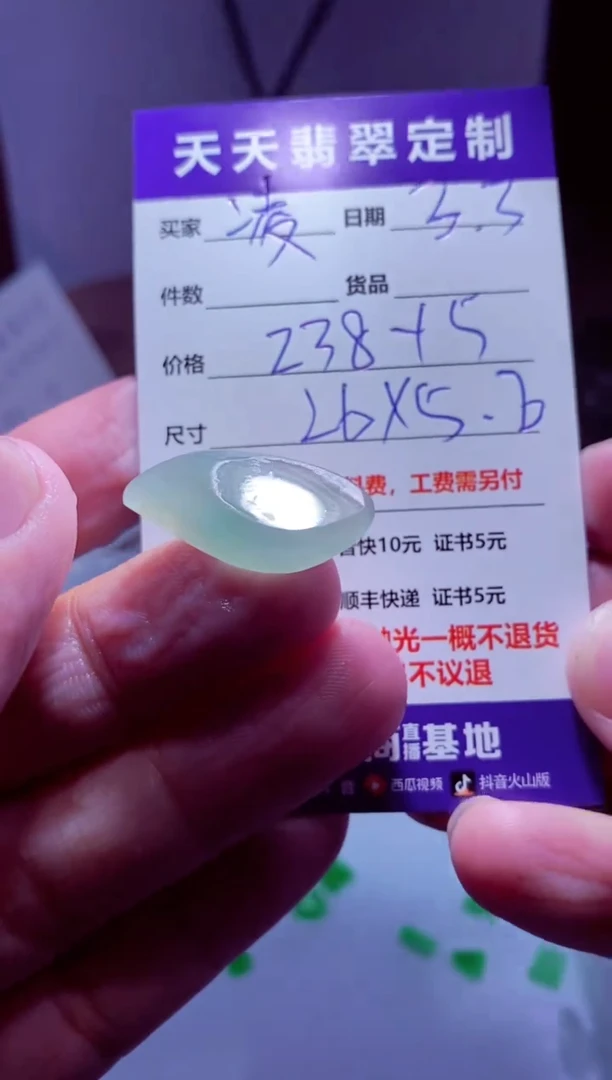 天天翡翠定制
买家 凌 日期 3.3
件数 货品
价格 238+5
尺寸 26X5.7
费，工费需另付
快10元 证书5元
顺丰快递 证书5元
光一概不退货
不议退
直播基地
西瓜视频 抖音火山版